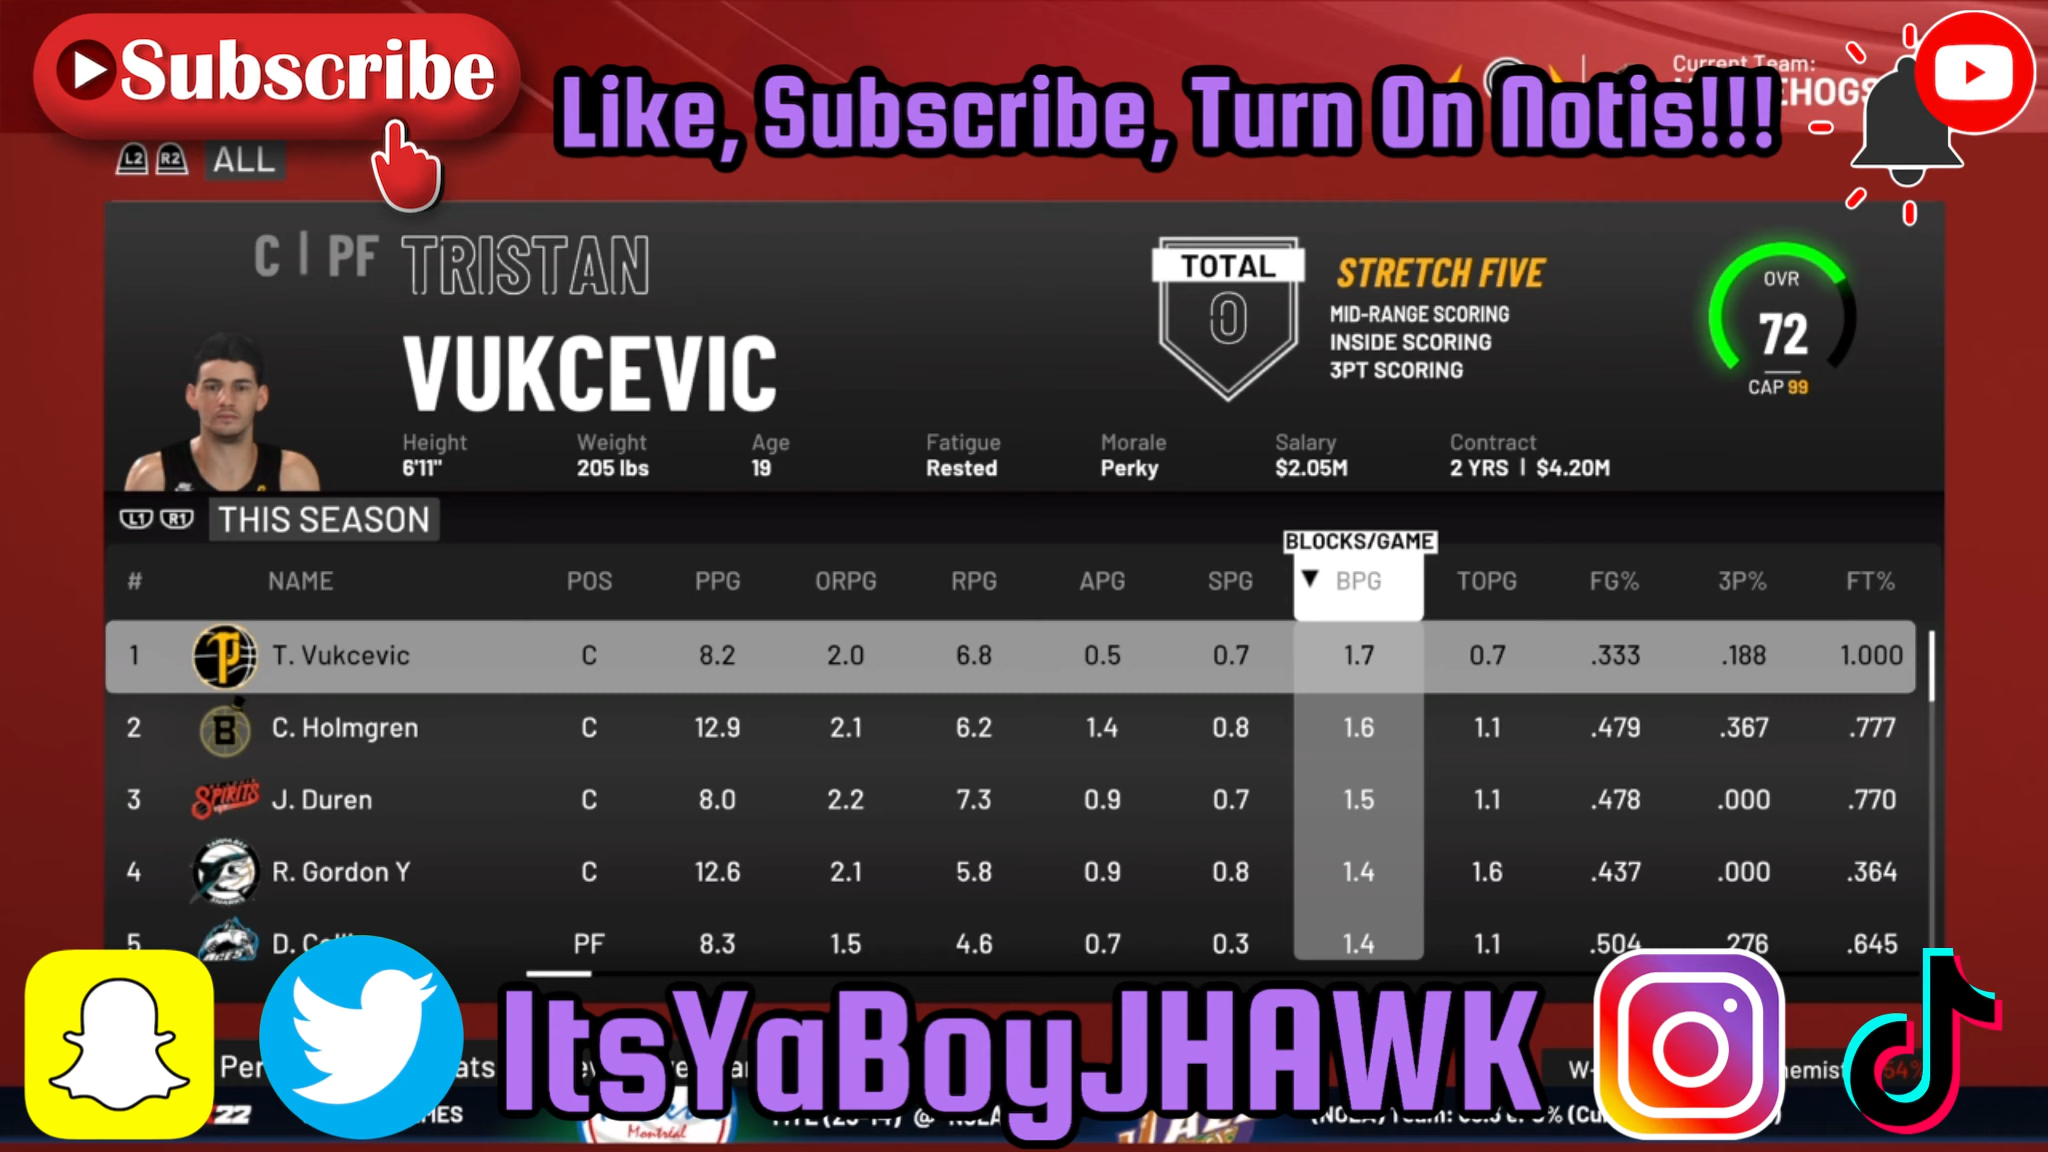 Subscribe
Like, Subscribe, Turn On Notis!!!
Current Team:
L2 R2 ALL
C | PF TRISTAN
VUKCEVIC
TOTAL
0
STRETCH FIVE
MID-RANGE SCORING
INSIDE SCORING
3PT SCORING
OVR
72
CAP 99
Height Weight Age Fatigue Morale Salary Contract
6'11" 205 lbs 19 Rested Perky $2.05M 2 YRS | $4.20M
L1 R1 THIS SEASON
BLOCKS/GAME
# NAME POS PPG ORPG RPG APG SPG ▼ BPG TOPG FG% 3P% FT%
1 T. Vukcevic C 8.2 2.0 6.8 0.5 0.7 1.7 0.7 .333 .188 1.000
2 B C. Holmgren C 12.9 2.1 6.2 1.4 0.8 1.6 1.1 .479 .367 .777
3 SPIRITS J. Duren C 8.0 2.2 7.3 0.9 0.7 1.5 1.1 .478 .000 .770
4 R. Gordon Y C 12.6 2.1 5.8 0.9 0.8 1.4 1.6 .437 .000 .364
5 D. PF 8.3 1.5 4.6 0.7 0.3 1.4 1.1 .504 .276 .645
ItsYaBoyJHAWK
Montréal